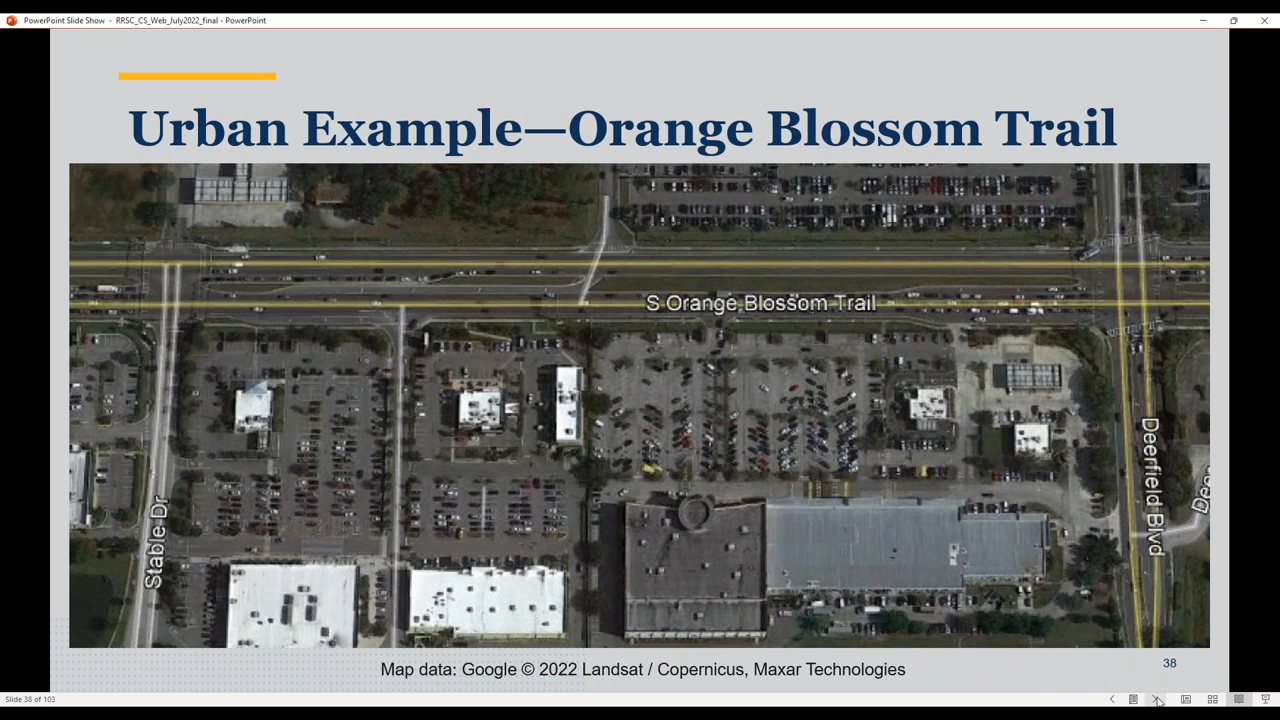 PowerPoint Slide Show - RRSC_CS_Web_July2022_final - PowerPoint
Urban Example—Orange Blossom Trail
S Orange Blossom Trail
Stable Dr
Deerfield Blvd
Map data: Google © 2022 Landsat / Copernicus, Maxar Technologies
38
Slide 38 of 103